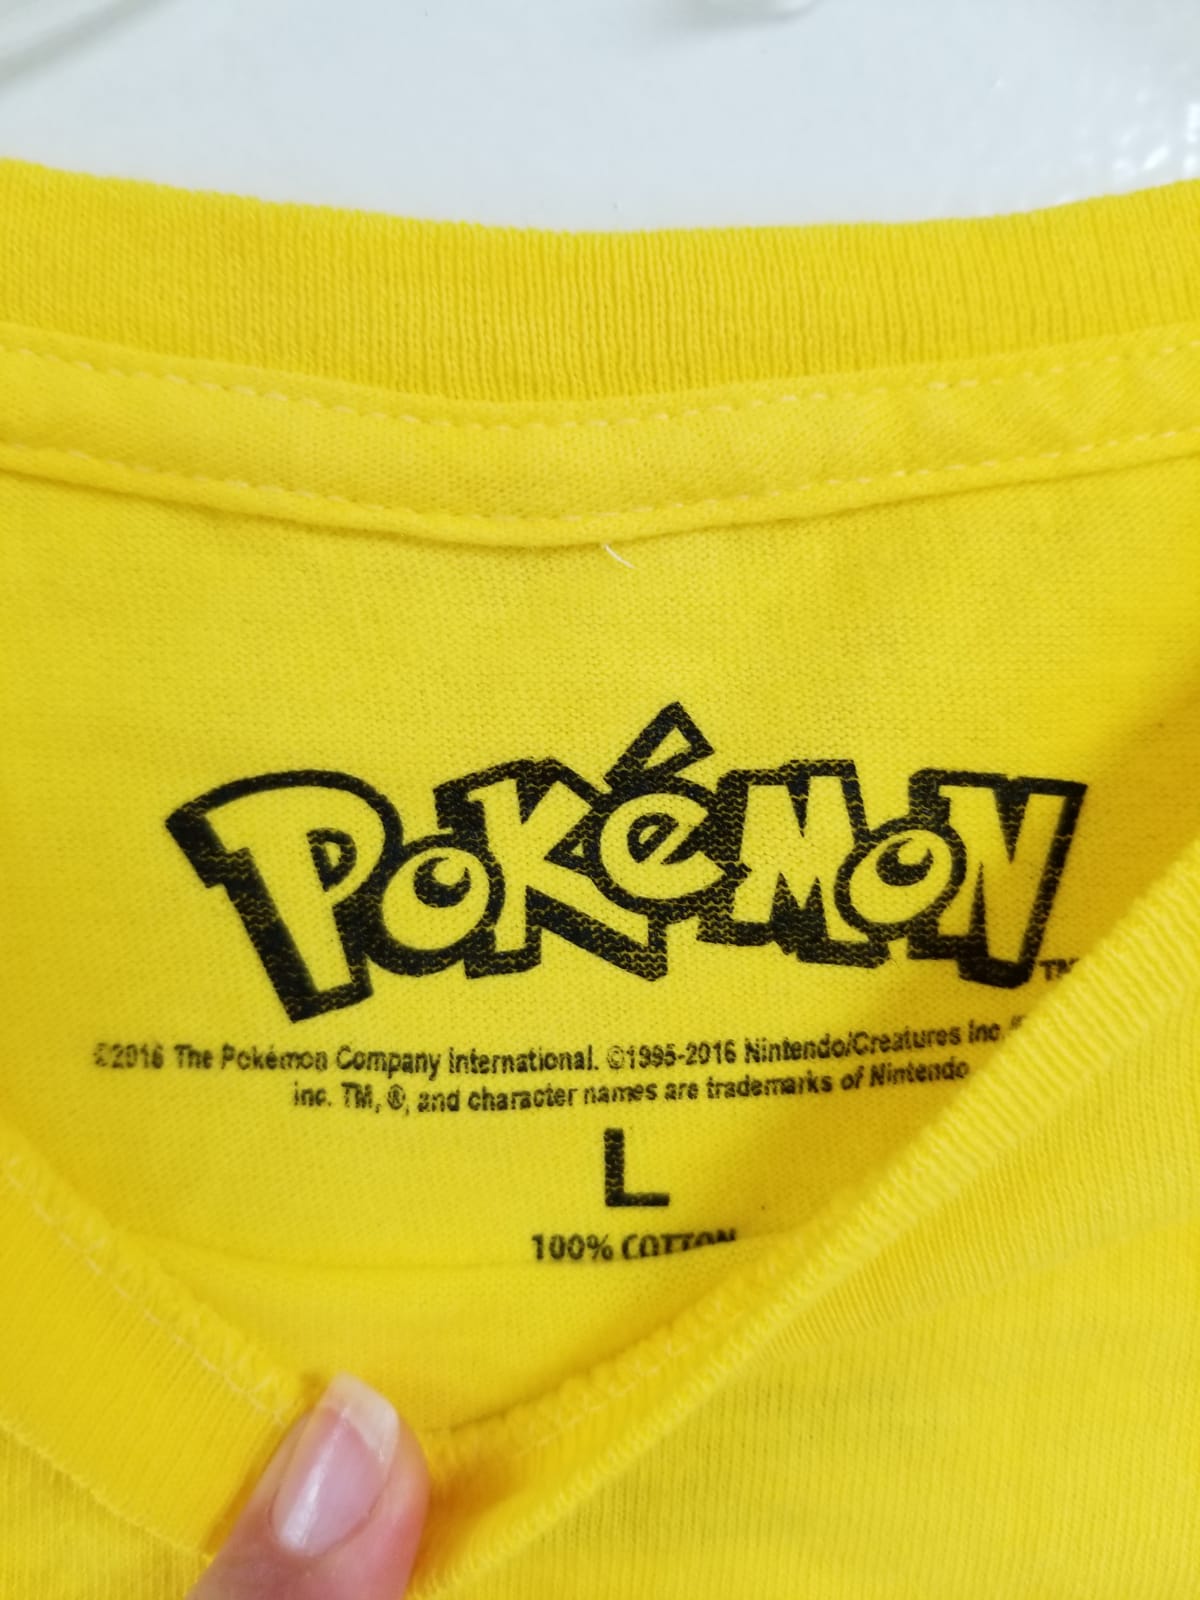 POKéMON
TM
©2016 The Pokémon Company International. ©1995-2016 Nintendo/Creatures Inc.
inc. TM, ®, and character names are trademarks of Nintendo
L
100% COTTON